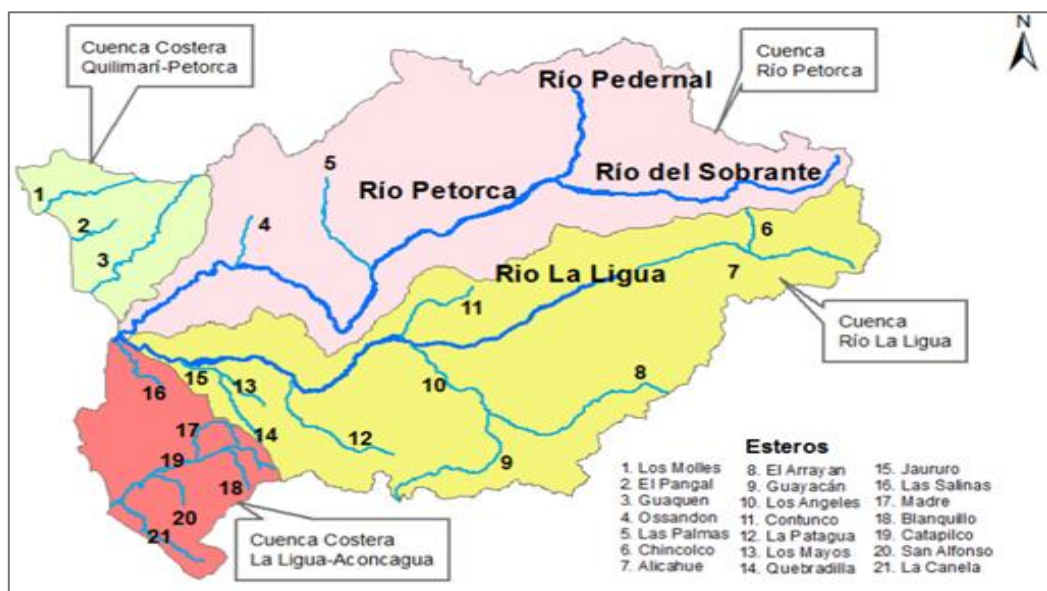 Cuenca Costera
Quilimarí-Petorca
Cuenca
Río Petorca
N
Río Pedernal
5
Río Petorca
Río del Sobrante
1
2
4
3
6
Rio La Ligua
7
11
Cuenca
Río La Ligua
15
13
16
10
8
17
14
12
19
9
18
20
21
Cuenca Costera
La Ligua-Aconcagua
Esteros
1. Los Molles
2. El Pangal
3. Guaquen
4. Ossandon
5. Las Palmas
6. Chincolco
7. Alicahue
8. El Arrayan
9. Guayacán
10. Los Angeles
11. Contunco
12. La Patagua
13. Los Mayos
14. Quebradilla
15. Jaururo
16. Las Salinas
17. Madre
18. Blanquillo
19. Catapilco
20. San Alfonso
21. La Canela